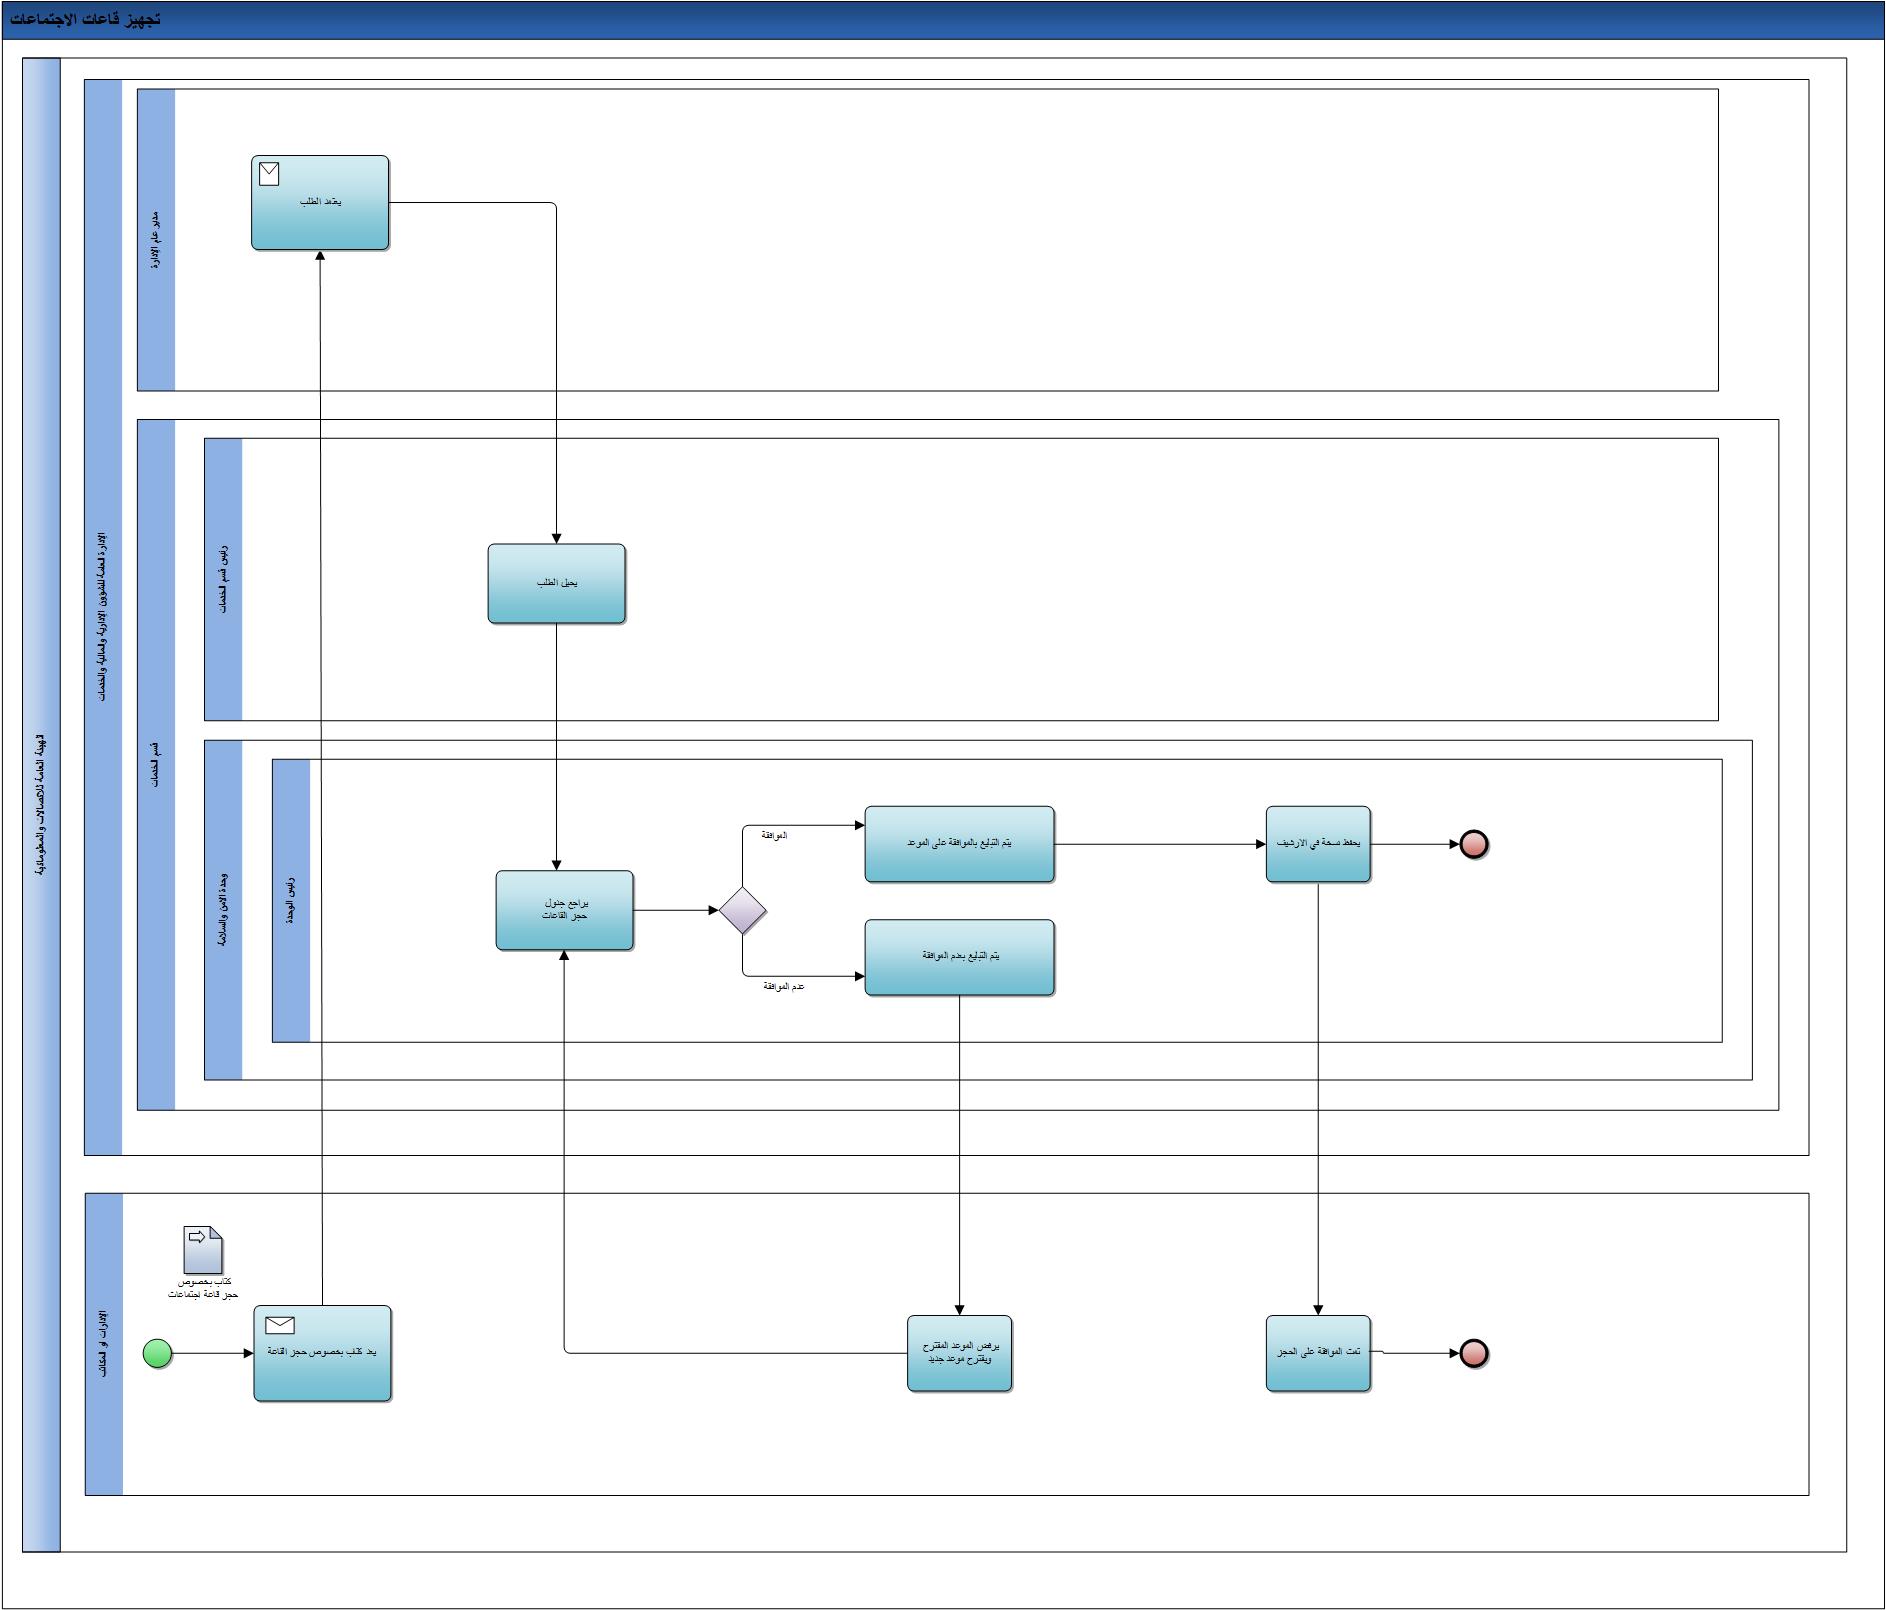 تجهيز قاعات الاجتماعات
الهيئة العامة للاتصالات والمعلوماتية
الإدارة العامة للشؤون الإدارية والمالية والخدمات
مدير عام الإدارة
يعتمد الطلب
قسم الخدمات
رئيس قسم الخدمات
يحيل الطلب
وحدة الامن والسلامة
رئيس الوحدة
يراجع جدول
حجز القاعات
الموافقة
عدم الموافقة
يتم التبليغ بالموافقة على الموعد
يتم التبليغ بعدم الموافقة
يحفظ نسخة في الارشيف
الإدارات او المكاتب
كتاب بخصوص
حجز قاعة اجتماعات
يعد كتاب بخصوص حجز القاعة
يرفض الموعد المقترح
ويقترح موعد جديد
تمت الموافقة على الحجز